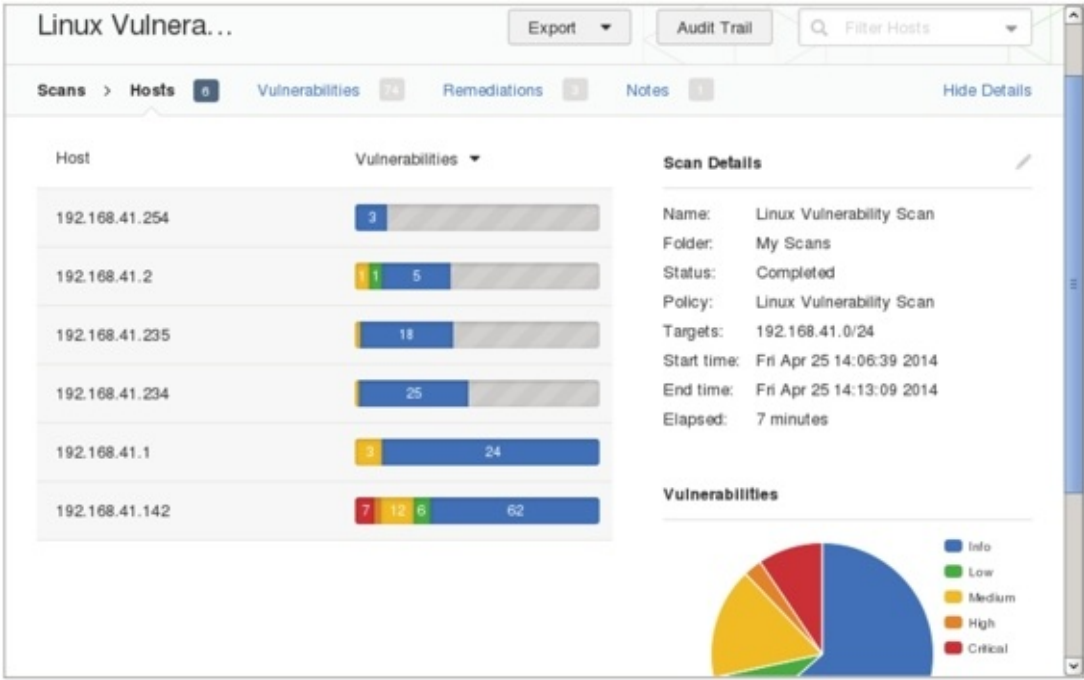 Linux Vulnera...
Export
Audit Trail
Filter Hosts
Scans > Hosts 6
Vulnerabilities 74
Remediations 3
Notes 1
Hide Details
Host
Vulnerabilities
192.168.41.254
3
192.168.41.2
1 1 5
192.168.41.235
18
192.168.41.234
25
192.168.41.1
3 24
192.168.41.142
7 12 6 62
Scan Details
Name: Linux Vulnerability Scan
Folder: My Scans
Status: Completed
Policy: Linux Vulnerability Scan
Targets: 192.168.41.0/24
Start time: Fri Apr 25 14:06:39 2014
End time: Fri Apr 25 14:13:09 2014
Elapsed: 7 minutes
Vulnerabilities
Info
Low
Medium
High
Critical